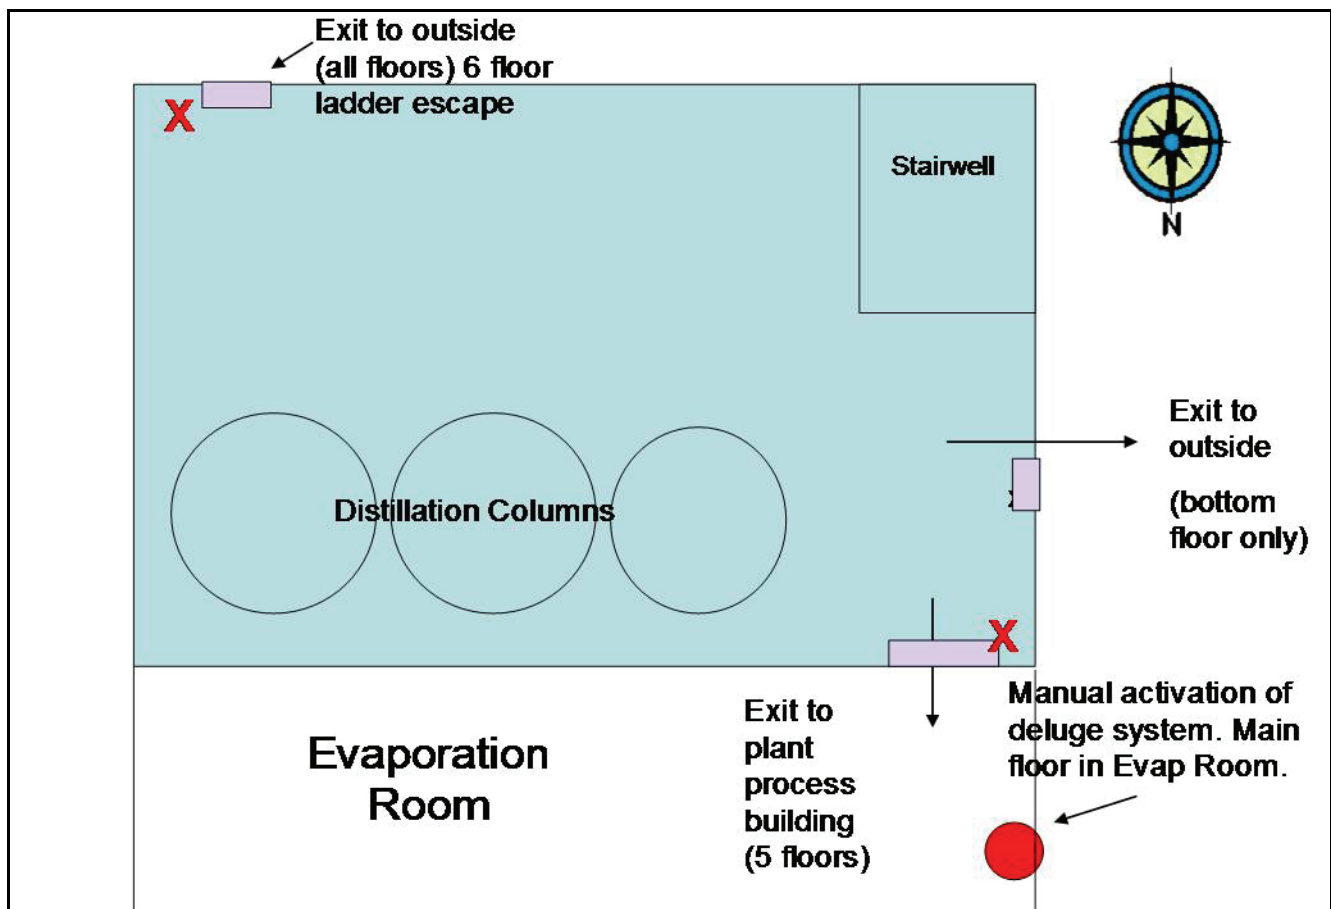 Exit to outside
(all floors) 6 floor
ladder escape
X
Stairwell
N
Exit to
outside
(bottom
floor only)
Distillation Columns
X
Manual activation of
deluge system. Main
floor in Evap Room.
Exit to
plant
process
building
(5 floors)
Evaporation
Room